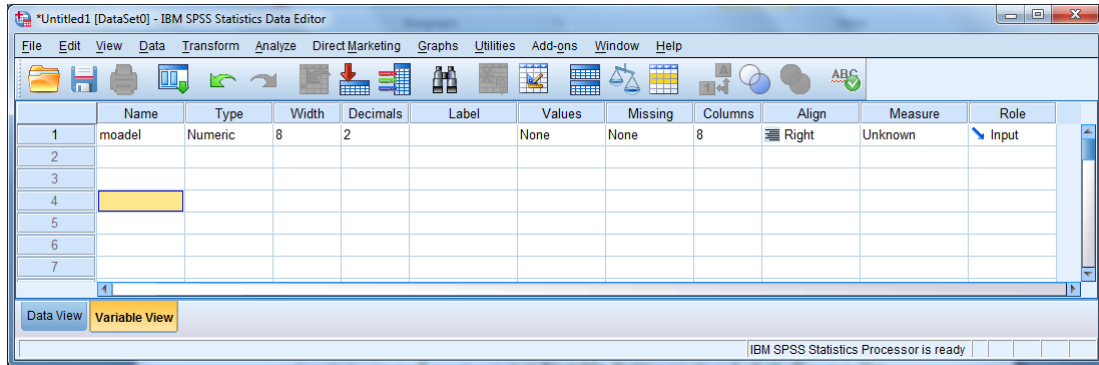 *Untitled1 [DataSet0] - IBM SPSS Statistics Data Editor
File Edit View Data Transform Analyze Direct Marketing Graphs Utilities Add-ons Window Help
Name Type Width Decimals Label Values Missing Columns Align Measure Role
1 moadel Numeric 8 2 None None 8 Right Unknown Input
2
3
4
5
6
7
Data View Variable View
IBM SPSS Statistics Processor is ready